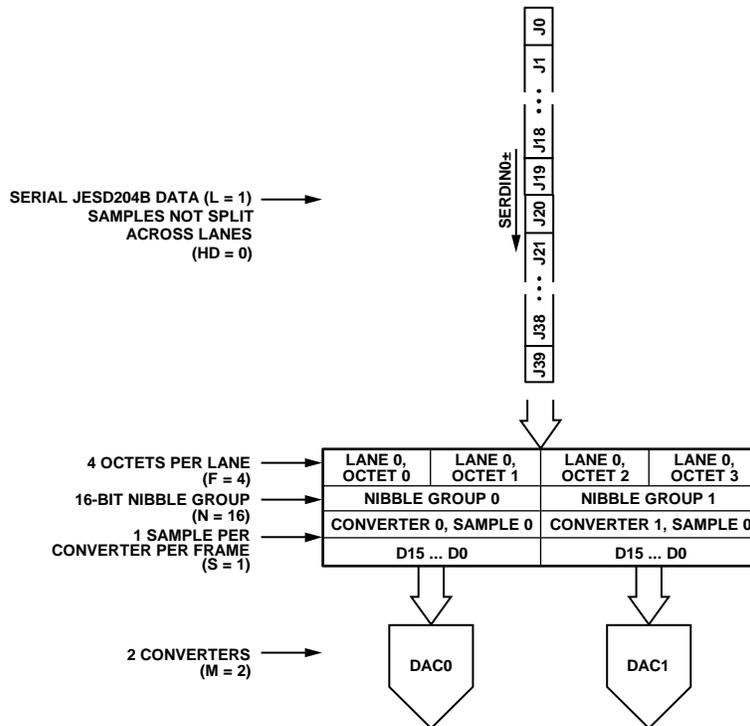 J0
J1
J18
J19
J20
J21
J38
J39
SERDIN0±
SERIAL JESD204B DATA (L = 1)
SAMPLES NOT SPLIT
ACROSS LANES
(HD = 0)
4 OCTETS PER LANE
(F = 4)
LANE 0,
OCTET 0
LANE 0,
OCTET 1
LANE 0,
OCTET 2
LANE 0,
OCTET 3
16-BIT NIBBLE GROUP
(N = 16)
NIBBLE GROUP 0
NIBBLE GROUP 1
1 SAMPLE PER
CONVERTER PER FRAME
(S = 1)
CONVERTER 0, SAMPLE 0
CONVERTER 1, SAMPLE 0
D15 ... D0
D15 ... D0
2 CONVERTERS
(M = 2)
DAC0
DAC1